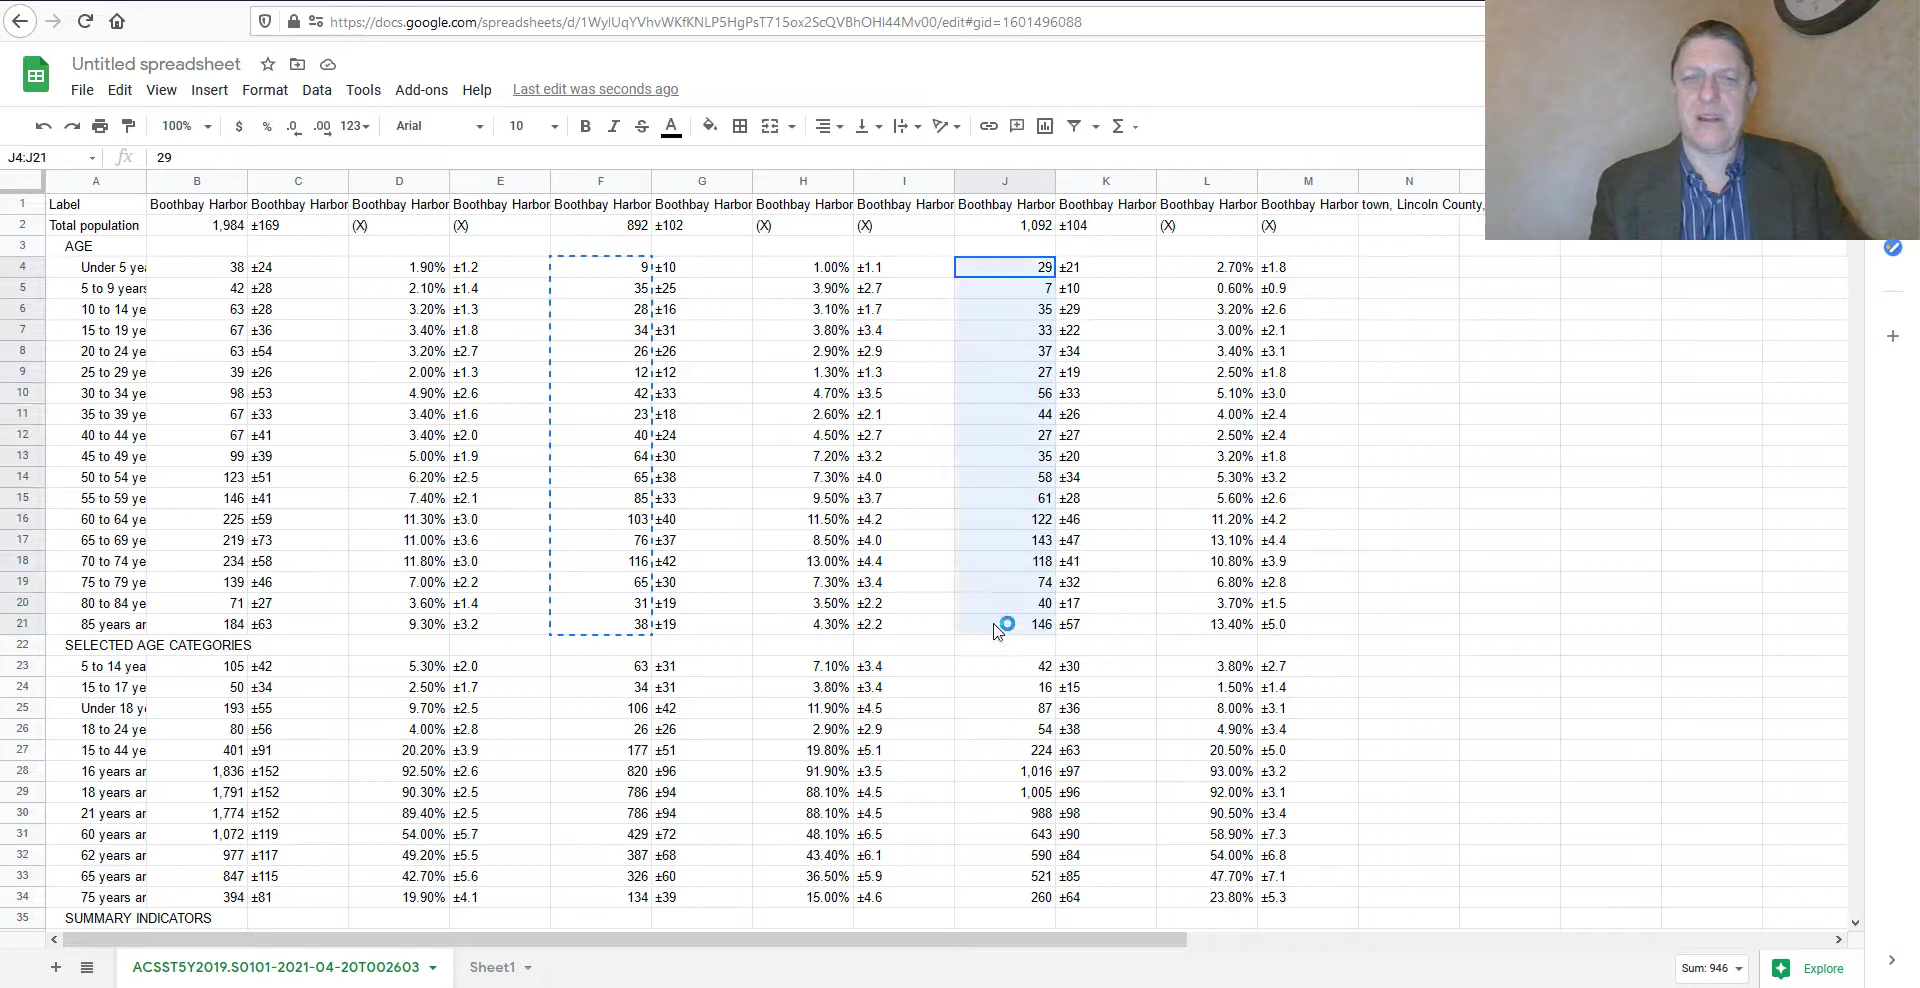 https://docs.google.com/spreadsheets/d/1WylUqYVhvWKfKNLP5HgPsT715ox2ScQVBhOHl44Mv00/edit#gid=1601496088
Untitled spreadsheet
File Edit View Insert Format Data Tools Add-ons Help Last edit was seconds ago
100% $ % .0 .00 123 Arial 10 B I S A Σ
J4:J21 fx 29
A B C D E F G H I J K L M N
1 Label Boothbay Harbor Boothbay Harbor Boothbay Harbor Boothbay Harbor Boothbay Harbor Boothbay Harbor Boothbay Harbor Boothbay Harbor Boothbay Harbor Boothbay Harbor Boothbay Harbor Boothbay Harbor town, Lincoln County,
2 Total population 1,984 ±169 (X) (X) 892 ±102 (X) (X) 1,092 ±104 (X) (X)
3 AGE
4 Under 5 yea 38 ±24 1.90% ±1.2 9 ±10 1.00% ±1.1 29 ±21 2.70% ±1.8
5 5 to 9 years 42 ±28 2.10% ±1.4 35 ±25 3.90% ±2.7 7 ±10 0.60% ±0.9
6 10 to 14 ye 63 ±28 3.20% ±1.3 28 ±16 3.10% ±1.7 35 ±29 3.20% ±2.6
7 15 to 19 ye 67 ±36 3.40% ±1.8 34 ±31 3.80% ±3.4 33 ±22 3.00% ±2.1
8 20 to 24 ye 63 ±54 3.20% ±2.7 26 ±26 2.90% ±2.9 37 ±34 3.40% ±3.1
9 25 to 29 ye 39 ±26 2.00% ±1.3 12 ±12 1.30% ±1.3 27 ±19 2.50% ±1.8
10 30 to 34 ye 98 ±53 4.90% ±2.6 42 ±33 4.70% ±3.5 56 ±33 5.10% ±3.0
11 35 to 39 ye 67 ±33 3.40% ±1.6 23 ±18 2.60% ±2.1 44 ±26 4.00% ±2.4
12 40 to 44 ye 67 ±41 3.40% ±2.0 40 ±24 4.50% ±2.7 27 ±27 2.50% ±2.4
13 45 to 49 ye 99 ±39 5.00% ±1.9 64 ±30 7.20% ±3.2 35 ±20 3.20% ±1.8
14 50 to 54 ye 123 ±51 6.20% ±2.5 65 ±38 7.30% ±4.0 58 ±34 5.30% ±3.2
15 55 to 59 ye 146 ±41 7.40% ±2.1 85 ±33 9.50% ±3.7 61 ±28 5.60% ±2.6
16 60 to 64 ye 225 ±59 11.30% ±3.0 103 ±40 11.50% ±4.2 122 ±46 11.20% ±4.2
17 65 to 69 ye 219 ±73 11.00% ±3.6 76 ±37 8.50% ±4.0 143 ±47 13.10% ±4.4
18 70 to 74 ye 234 ±58 11.80% ±3.0 116 ±42 13.00% ±4.4 118 ±41 10.80% ±3.9
19 75 to 79 ye 139 ±46 7.00% ±2.2 65 ±30 7.30% ±3.4 74 ±32 6.80% ±2.8
20 80 to 84 ye 71 ±27 3.60% ±1.4 31 ±19 3.50% ±2.2 40 ±17 3.70% ±1.5
21 85 years ar 184 ±63 9.30% ±3.2 38 ±19 4.30% ±2.2 146 ±57 13.40% ±5.0
22 SELECTED AGE CATEGORIES
23 5 to 14 yea 105 ±42 5.30% ±2.0 63 ±31 7.10% ±3.4 42 ±30 3.80% ±2.7
24 15 to 17 ye 50 ±34 2.50% ±1.7 34 ±31 3.80% ±3.4 16 ±15 1.50% ±1.4
25 Under 18 y 193 ±55 9.70% ±2.5 106 ±42 11.90% ±4.5 87 ±36 8.00% ±3.1
26 18 to 24 ye 80 ±56 4.00% ±2.8 26 ±26 2.90% ±2.9 54 ±38 4.90% ±3.4
27 15 to 44 ye 401 ±91 20.20% ±3.9 177 ±51 19.80% ±5.1 224 ±63 20.50% ±5.0
28 16 years ar 1,836 ±152 92.50% ±2.6 820 ±96 91.90% ±3.5 1,016 ±97 93.00% ±3.2
29 18 years ar 1,791 ±152 90.30% ±2.5 786 ±94 88.10% ±4.5 1,005 ±96 92.00% ±3.1
30 21 years ar 1,774 ±152 89.40% ±2.5 786 ±94 88.10% ±4.5 988 ±98 90.50% ±3.4
31 60 years ar 1,072 ±119 54.00% ±5.7 429 ±72 48.10% ±6.5 643 ±90 58.90% ±7.3
32 62 years ar 977 ±117 49.20% ±5.5 387 ±68 43.40% ±6.1 590 ±84 54.00% ±6.8
33 65 years ar 847 ±115 42.70% ±5.6 326 ±60 36.50% ±5.9 521 ±85 47.70% ±7.1
34 75 years ar 394 ±81 19.90% ±4.1 134 ±39 15.00% ±4.6 260 ±64 23.80% ±5.3
35 SUMMARY INDICATORS
ACSST5Y2019.S0101-2021-04-20T002603 Sheet1 Sum: 946 Explore